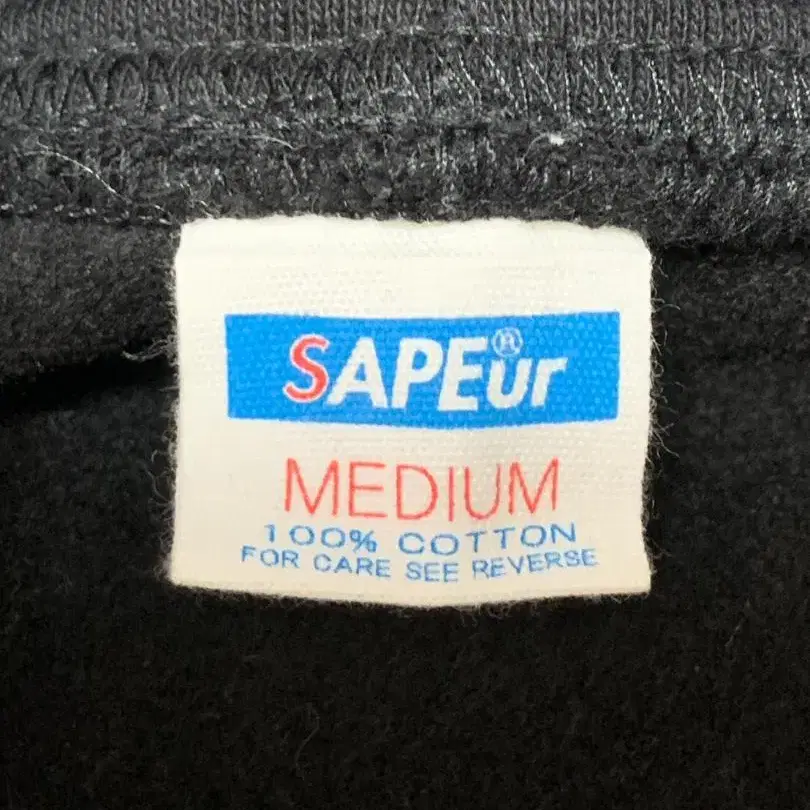 SAPEur®
MEDIUM
100% COTTON
FOR CARE SEE REVERSE